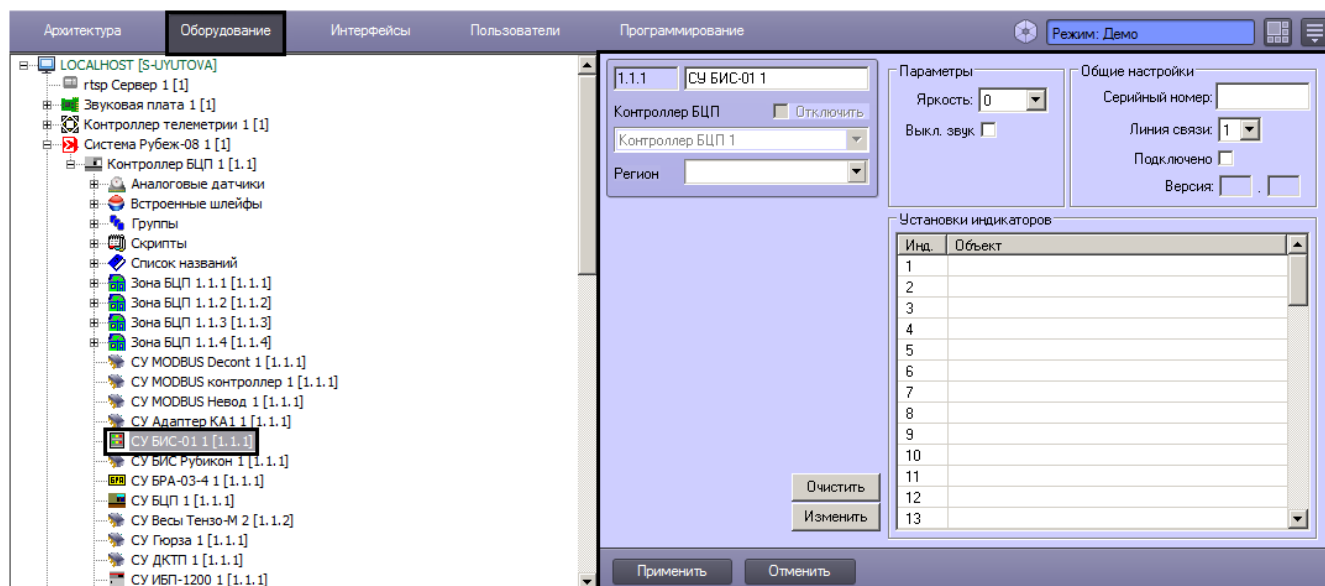 Архитектура Оборудование Интерфейсы Пользователи Программирование Режим: Демо
LOCALHOST [S-UYUTOVA]
rtsp Сервер 1 [1]
Звуковая плата 1 [1]
Контроллер телеметрии 1 [1]
Система Рубеж-08 1 [1]
Контроллер БЦП 1 [1.1]
Аналоговые датчики
Встроенные шлейфы
Группы
Скрипты
Список названий
Зона БЦП 1.1.1 [1.1.1]
Зона БЦП 1.1.2 [1.1.2]
Зона БЦП 1.1.3 [1.1.3]
Зона БЦП 1.1.4 [1.1.4]
СУ MODBUS Decont 1 [1.1.1]
СУ MODBUS контроллер 1 [1.1.1]
СУ MODBUS Невод 1 [1.1.1]
СУ Адаптер КА1 1 [1.1.1]
СУ БИС-01 1 [1.1.1]
СУ БИС Рубикон 1 [1.1.1]
СУ БРА-03-4 1 [1.1.1]
СУ БЦП 1 [1.1.1]
СУ Весы Тензо-М 2 [1.1.2]
СУ Гюрза 1 [1.1.1]
СУ ДКТП 1 [1.1.1]
СУ ИБП-1200 1 [1.1.1]
1.1.1 СУ БИС-01 1
Контроллер БЦП Отключить
Контроллер БЦП 1
Регион
Параметры
Яркость: 0
Выкл. звук
Общие настройки
Серийный номер:
Линия связи: 1
Подключено
Версия: .
Установки индикаторов
Инд. Объект
1
2
3
4
5
6
7
8
9
10
11
12
13
Очистить
Изменить
Применить Отменить